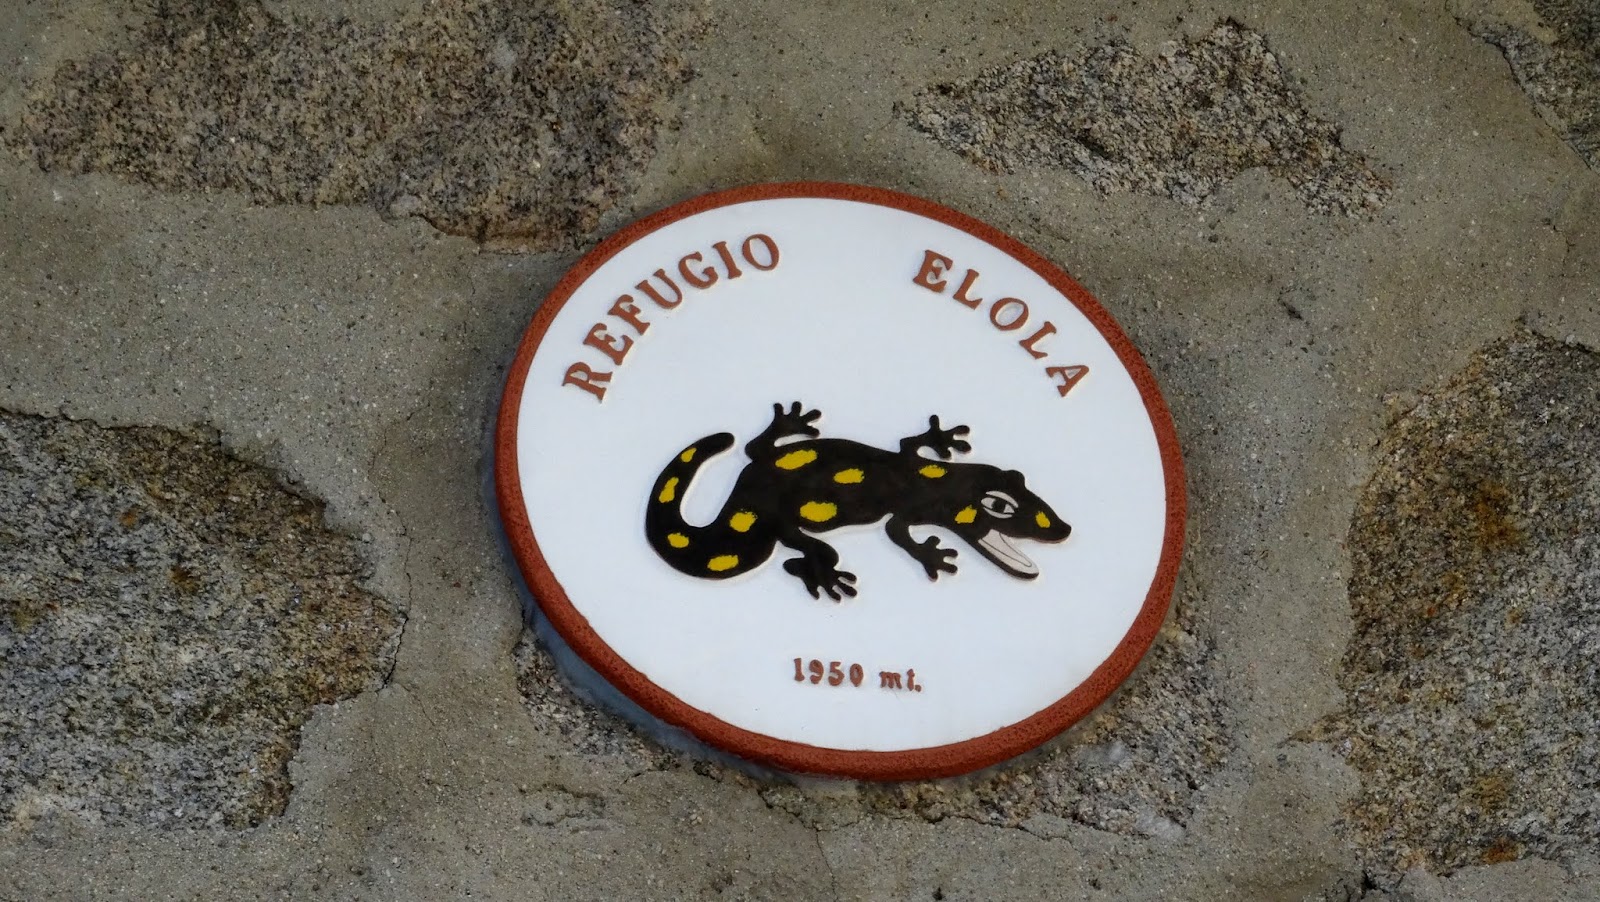 REFUGIO ELOLA
1950 mt.